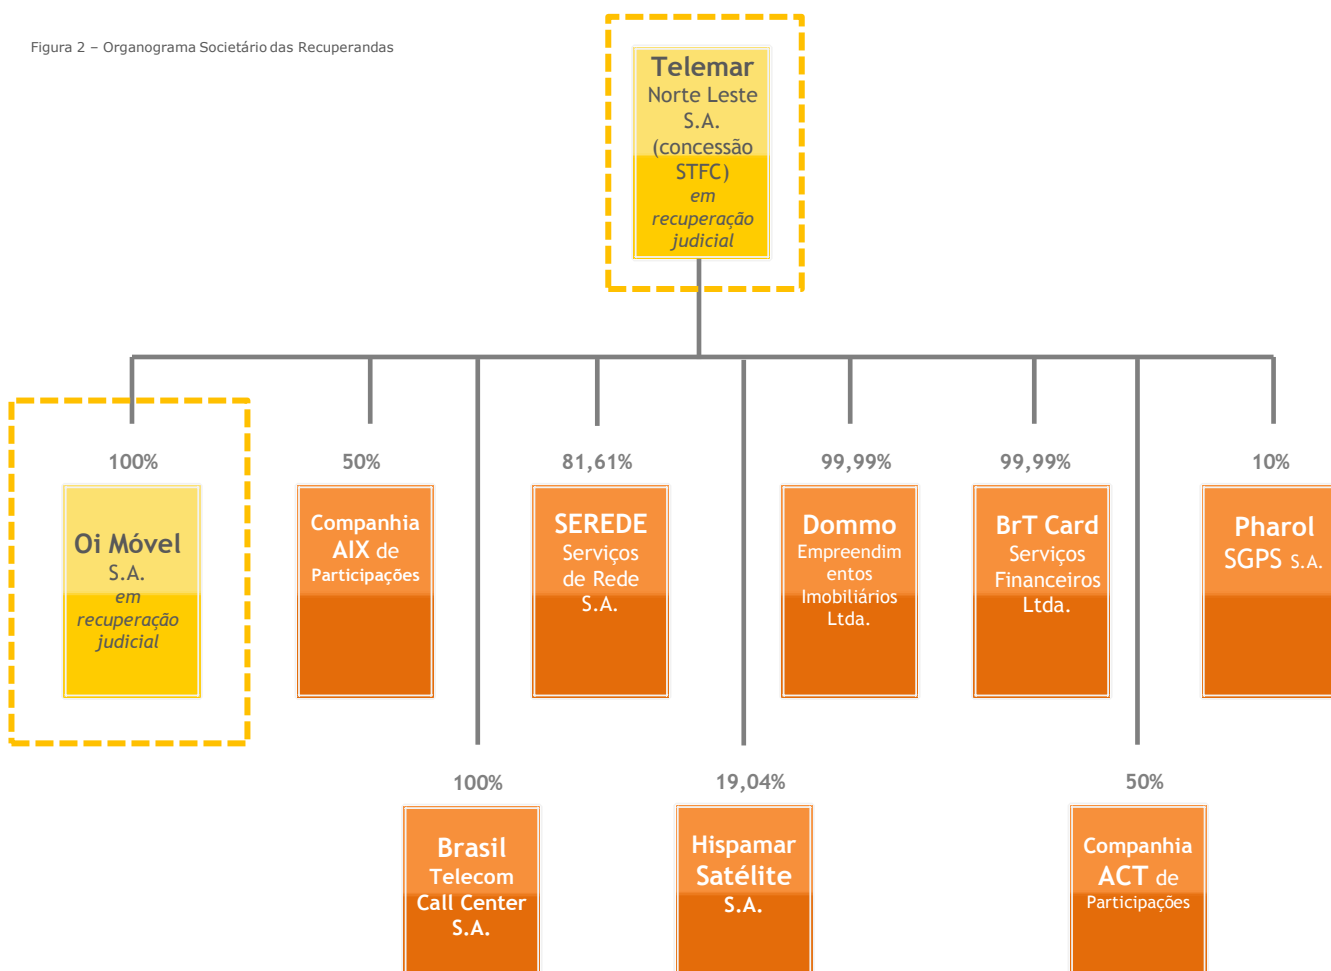 Figura 2 – Organograma Societário das Recuperandas
Telemar
Norte Leste
S.A.
(concessão
STFC)
em
recuperação
judicial
100%
50%
81,61%
99,99%
99,99%
10%
Oi Móvel
S.A.
em
recuperação
judicial
Companhia
AIX de
Participações
SEREDE
Serviços
de Rede
S.A.
Dommo
Empreendim
entos
Imobiliários
Ltda.
BrT Card
Serviços
Financeiros
Ltda.
Pharol
SGPS S.A.
100%
19,04%
50%
Brasil
Telecom
Call Center
S.A.
Hispamar
Satélite
S.A.
Companhia
ACT de
Participações